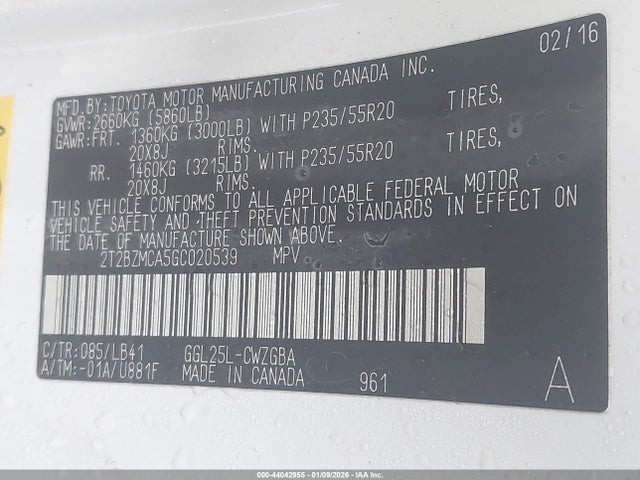 02/16
MFD.BY:TOYOTA MOTOR MANUFACTURING CANADA INC.
GVWR:2660KG (5860LB)
GAWR:FRT. 1360KG (3000LB) WITH P235/55R20 TIRES,
20X8J RIMS.
RR. 1460KG (3215LB) WITH P235/55R20 TIRES,
20X8J RIMS.
THIS VEHICLE CONFORMS TO ALL APPLICABLE FEDERAL MOTOR
VEHICLE SAFETY AND THEFT PREVENTION STANDARDS IN EFFECT ON
THE DATE OF MANUFACTURE SHOWN ABOVE.
2T2BZMCA5GC020539 MPV
C/TR:085/LB41 GGL25L-CWZGBA
A/TM:-01A/U881F MADE IN CANADA 961 A
000-44042955 - 01/09/2026 - IAAI.COM